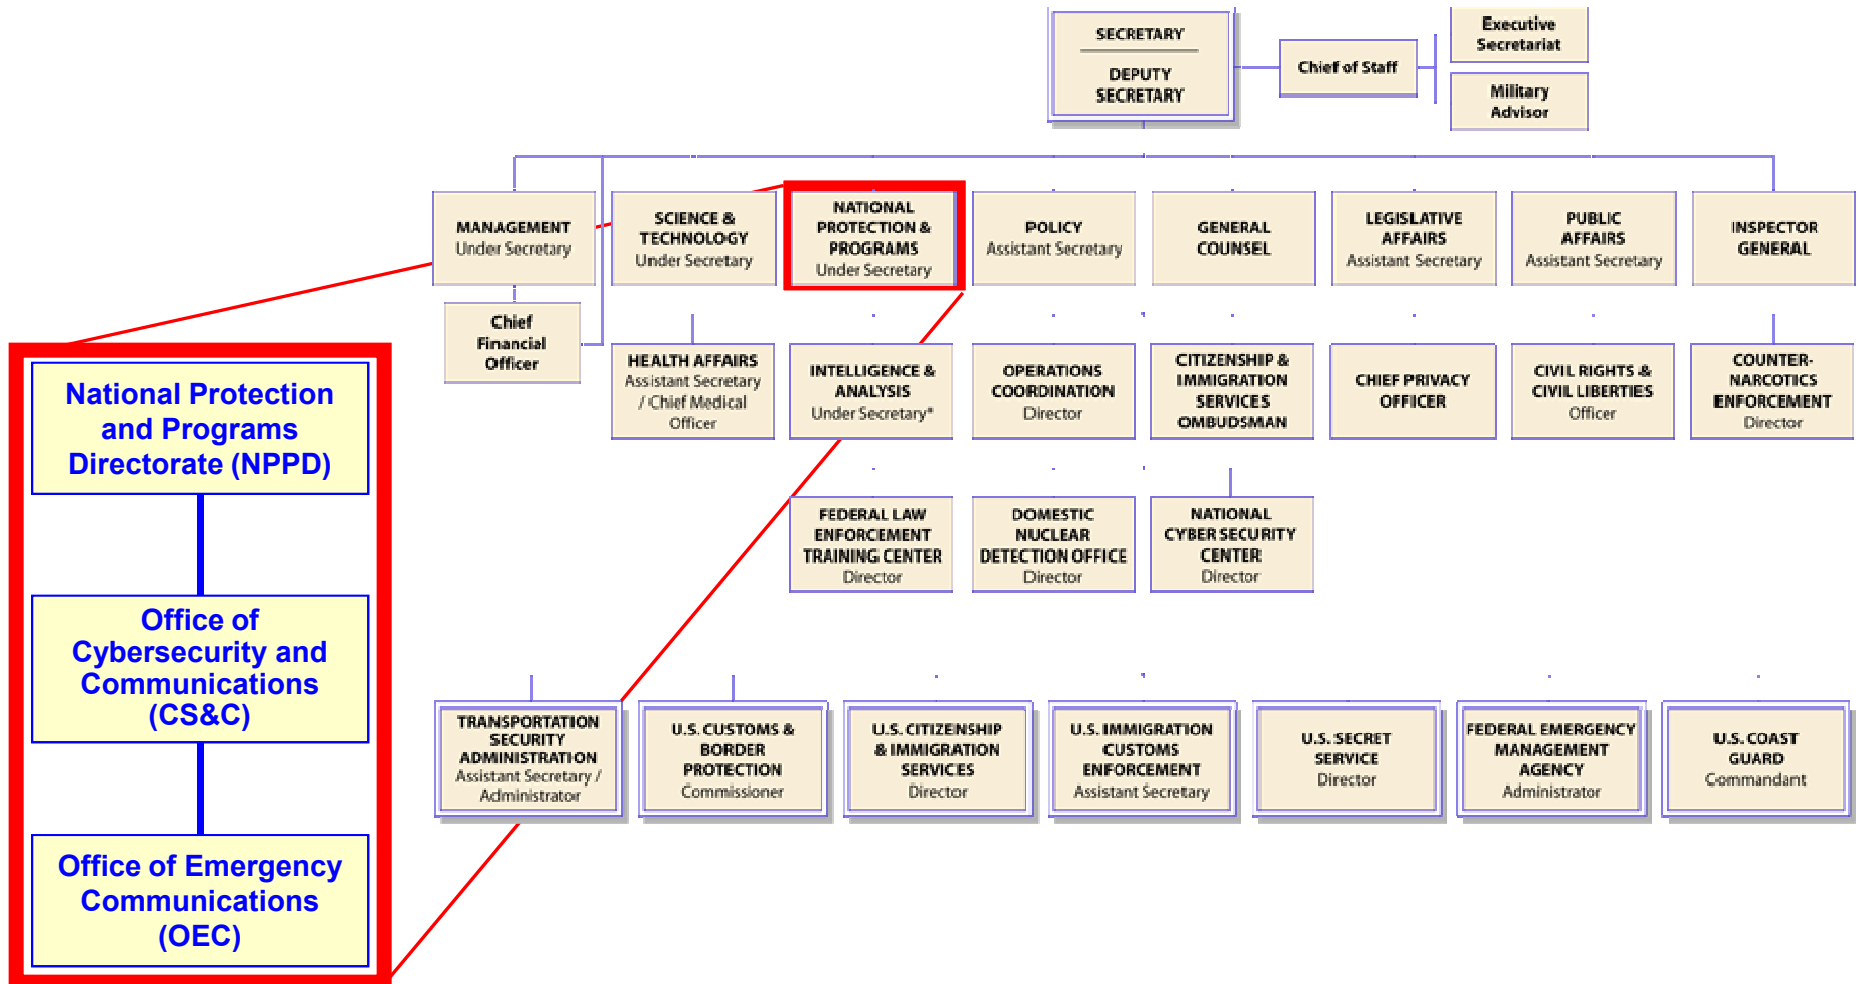 SECRETARY
DEPUTY
SECRETARY
Chief of Staff
Executive
Secretariat
Military
Advisor
MANAGEMENT
Under Secretary
SCIENCE &
TECHNOLOGY
Under Secretary
NATIONAL
PROTECTION &
PROGRAMS
Under Secretary
POLICY
Assistant Secretary
GENERAL
COUNSEL
LEGISLATIVE
AFFAIRS
Assistant Secretary
PUBLIC
AFFAIRS
Assistant Secretary
INSPECTOR
GENERAL
Chief
Financial
Officer
HEALTH AFFAIRS
Assistant Secretary
/ Chief Medical
Officer
INTELLIGENCE &
ANALYSIS
Under Secretary*
OPERATIONS
COORDINATION
Director
CITIZENSHIP &
IMMIGRATION
SERVICES
OMBUDSMAN
CHIEF PRIVACY
OFFICER
CIVIL RIGHTS &
CIVIL LIBERTIES
Officer
COUNTER-
NARCOTICS
ENFORCEMENT
Director
FEDERAL LAW
ENFORCEMENT
TRAINING CENTER
Director
DOMESTIC
NUCLEAR
DETECTION OFFICE
Director
NATIONAL
CYBER SECURITY
CENTER
Director
TRANSPORTATION
SECURITY
ADMINISTRATION
Assistant Secretary /
Administrator
U.S. CUSTOMS &
BORDER
PROTECTION
Commissioner
U.S. CITIZENSHIP
& IMMIGRATION
SERVICES
Director
U.S. IMMIGRATION
CUSTOMS
ENFORCEMENT
Assistant Secretary
U.S. SECRET
SERVICE
Director
FEDERAL EMERGENCY
MANAGEMENT
AGENCY
Administrator
U.S. COAST
GUARD
Commandant
National Protection
and Programs
Directorate (NPPD)
Office of
Cybersecurity and
Communications
(CS&C)
Office of Emergency
Communications
(OEC)